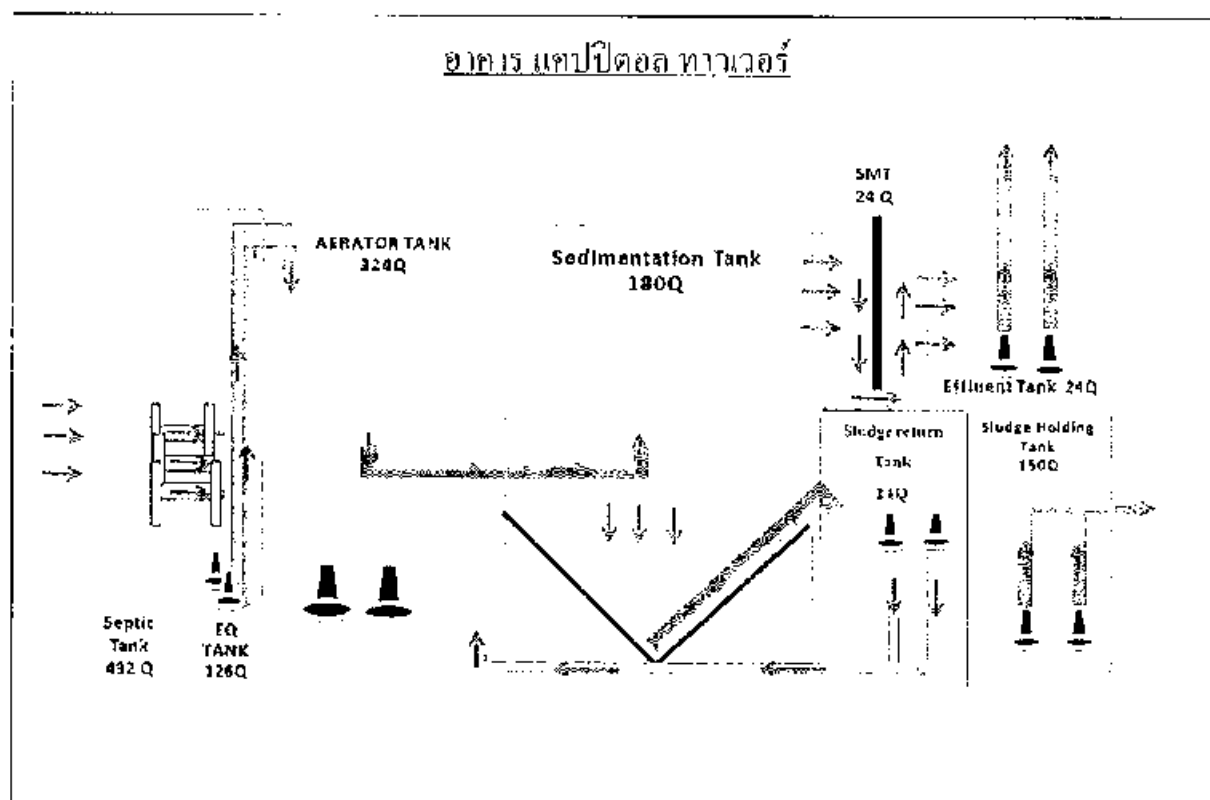 อาคาร แคปปิตอล ทาวเวอร์
SMT
24 Q
AERATOR TANK
324Q
Sedimentation Tank
180Q
Effluent Tank 24Q
Sludge return
Tank
24Q
Sludge Holding
Tank
150Q
Septic
Tank
432 Q
EQ
TANK
126Q